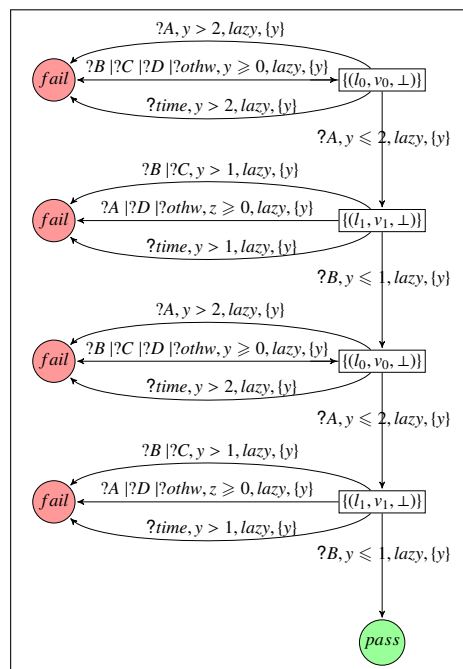 ?A, y > 2, lazy, {y}
?B |?C |?D |?othw, y ⩾ 0, lazy, {y}
fail
{(l₀, v₀, ⊥)}
?time, y > 2, lazy, {y}
?A, y ⩽ 2, lazy, {y}
?B |?C, y > 1, lazy, {y}
?A |?D |?othw, z ⩾ 0, lazy, {y}
fail
{(l₁, v₁, ⊥)}
?time, y > 1, lazy, {y}
?B, y ⩽ 1, lazy, {y}
?A, y > 2, lazy, {y}
?B |?C |?D |?othw, y ⩾ 0, lazy, {y}
fail
{(l₀, v₀, ⊥)}
?time, y > 2, lazy, {y}
?A, y ⩽ 2, lazy, {y}
?B |?C, y > 1, lazy, {y}
?A |?D |?othw, z ⩾ 0, lazy, {y}
fail
{(l₁, v₁, ⊥)}
?time, y > 1, lazy, {y}
?B, y ⩽ 1, lazy, {y}
pass